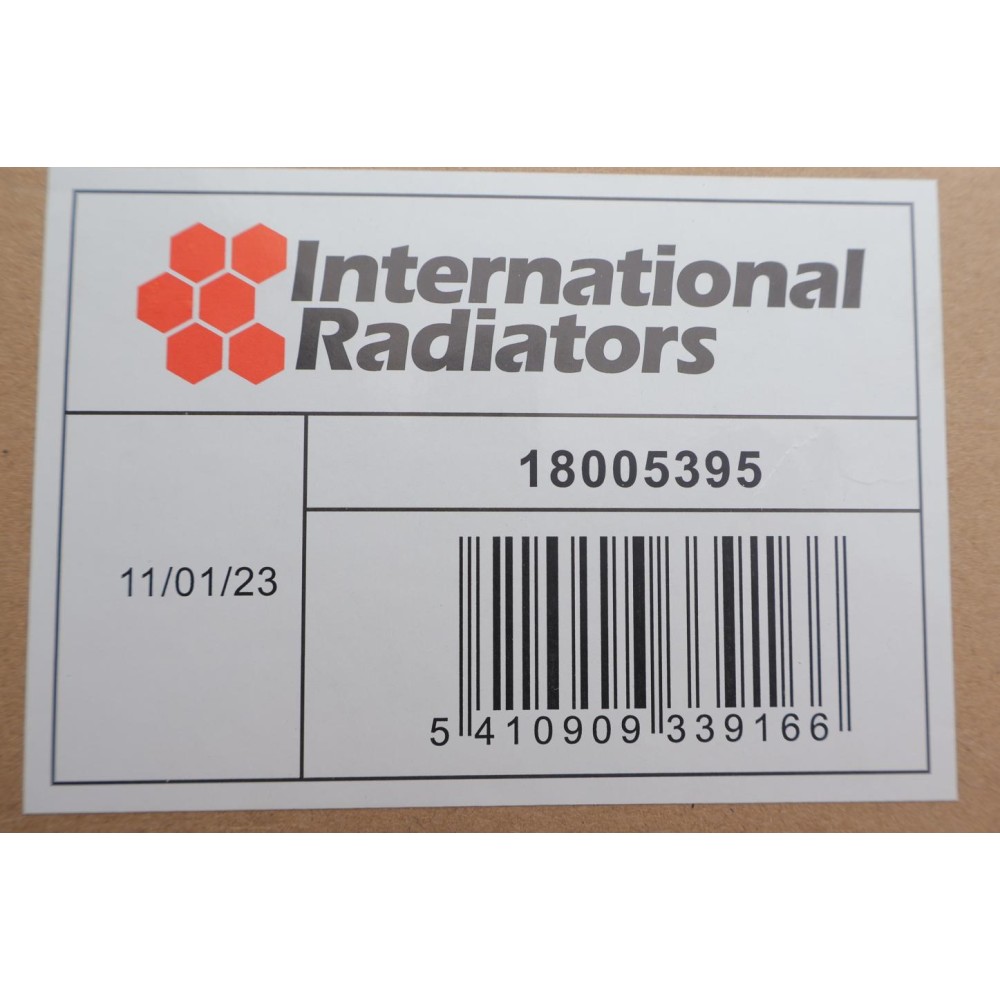 International
Radiators
18005395
11/01/23
5 410909 339166